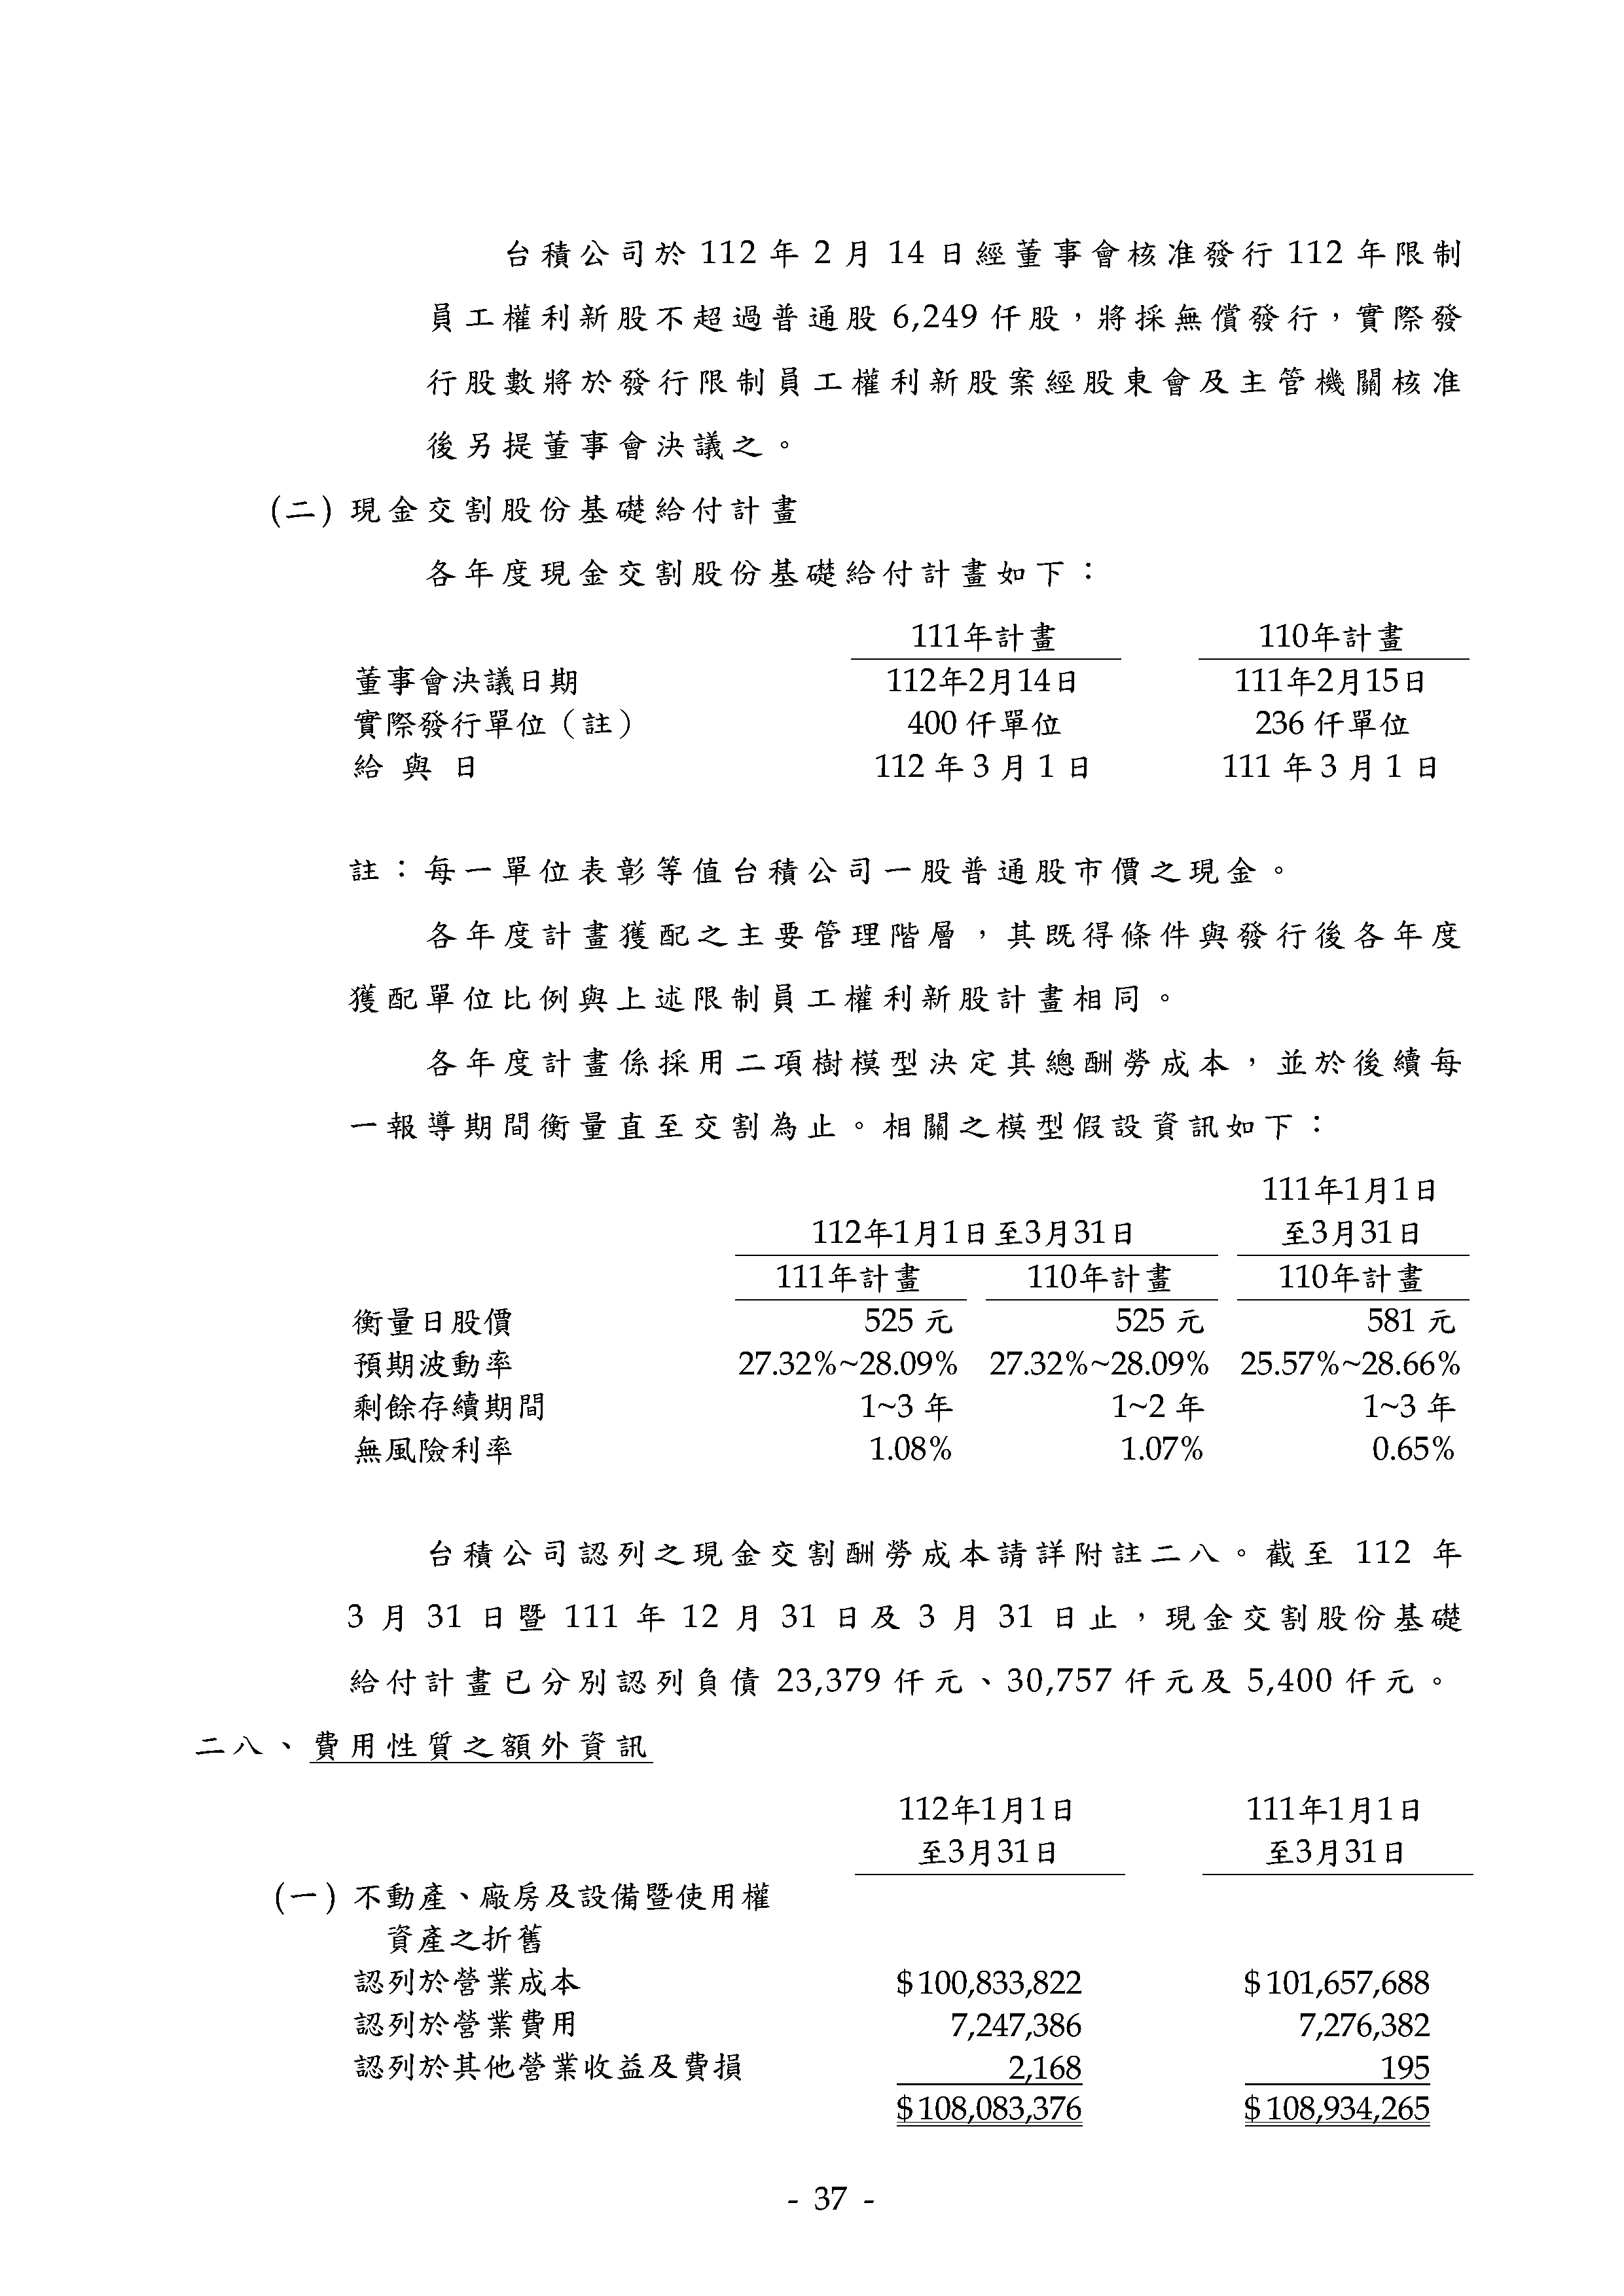 台積公司於 112 年 2 月 14 日經董事會核准發行 112 年限制
員工權利新股不超過普通股 6,249 仟股，將採無償發行，實際發
行股數將於發行限制員工權利新股案經股東會及主管機關核准
後另提董事會決議之。
(二) 現金交割股份基礎給付計畫
各年度現金交割股份基礎給付計畫如下：
111年計畫 110年計畫
董事會決議日期 112年2月14日 111年2月15日
實際發行單位（註） 400 仟單位 236 仟單位
給 與 日 112 年 3 月 1 日 111 年 3 月 1 日
註：每一單位表彰等值台積公司一股普通股市價之現金。
各年度計畫獲配之主要管理階層，其既得條件與發行後各年度
獲配單位比例與上述限制員工權利新股計畫相同。
各年度計畫係採用二項樹模型決定其總酬勞成本，並於後續每
一報導期間衡量直至交割為止。相關之模型假設資訊如下：
111年1月1日
112年1月1日至3月31日 至3月31日
111年計畫 110年計畫 110年計畫
衡量日股價 525 元 525 元 581 元
預期波動率 27.32%~28.09% 27.32%~28.09% 25.57%~28.66%
剩餘存續期間 1~3 年 1~2 年 1~3 年
無風險利率 1.08% 1.07% 0.65%
台積公司認列之現金交割酬勞成本請詳附註二八。截至 112 年
3 月 31 日暨 111 年 12 月 31 日及 3 月 31 日止，現金交割股份基礎
給付計畫已分別認列負債 23,379 仟元、30,757 仟元及 5,400 仟元。
二八、費用性質之額外資訊
112年1月1日 111年1月1日
至3月31日 至3月31日
(一) 不動產、廠房及設備暨使用權
資產之折舊
認列於營業成本 $100,833,822 $101,657,688
認列於營業費用 7,247,386 7,276,382
認列於其他營業收益及費損 2,168 195
$108,083,376 $108,934,265
- 37 -